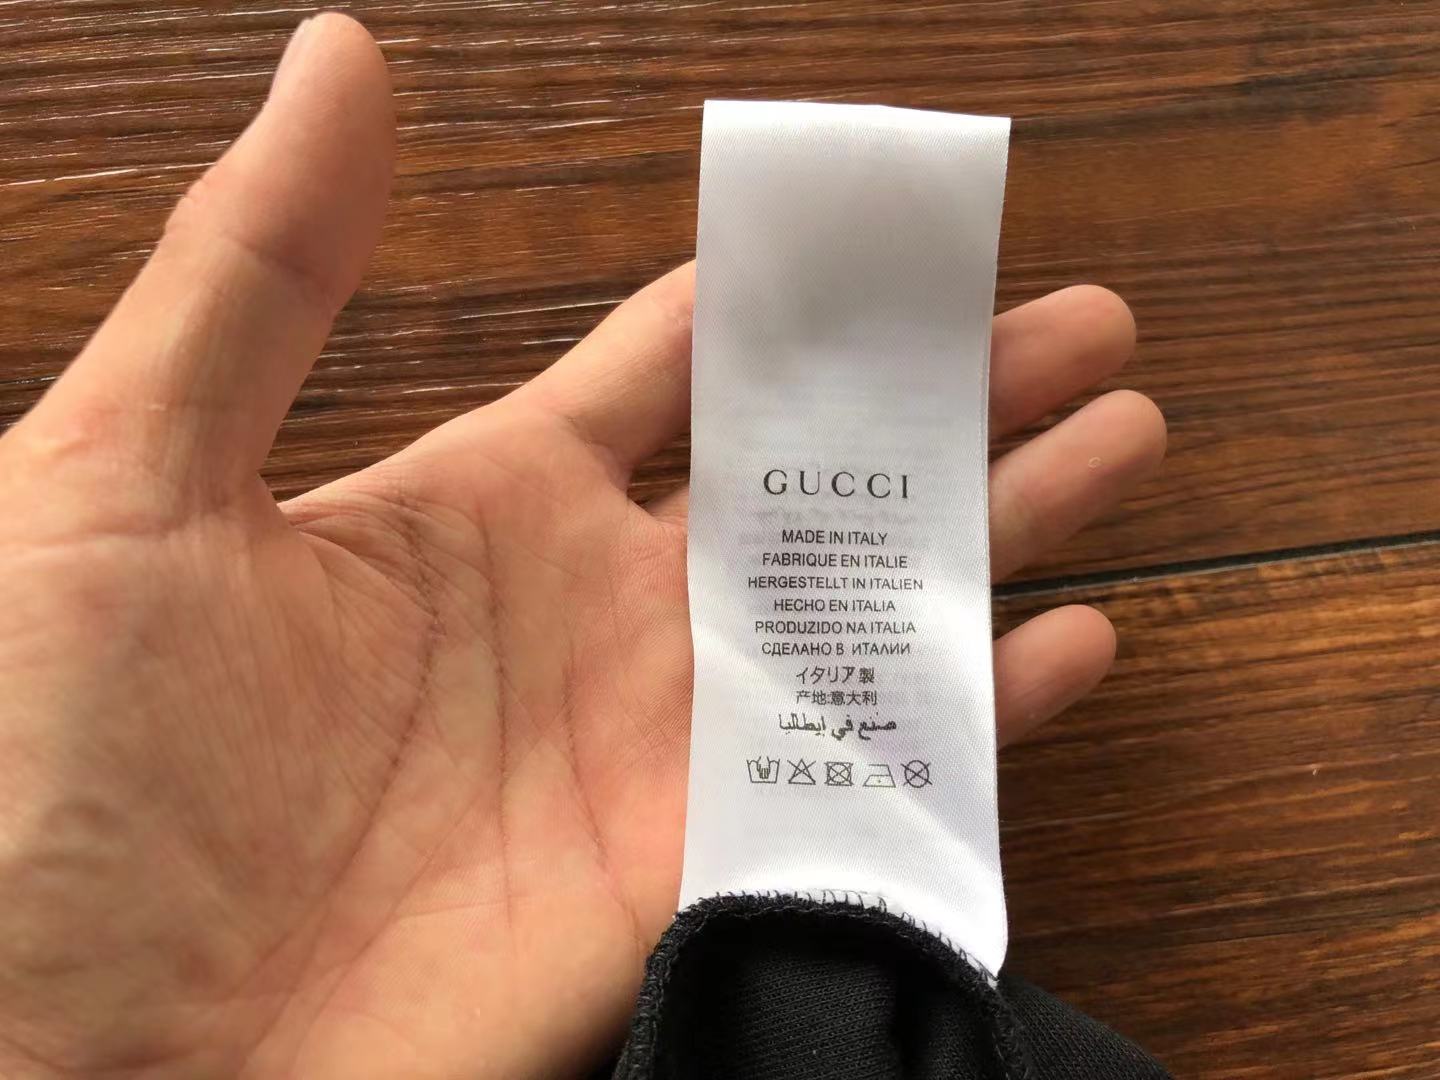 GUCCI
MADE IN ITALY
FABRIQUE EN ITALIE
HERGESTELLT IN ITALIEN
HECHO EN ITALIA
PRODUZIDO NA ITALIA
СДЕЛАНО В ИТАЛИИ
イタリア製
产地:意大利
صنع في إيطاليا